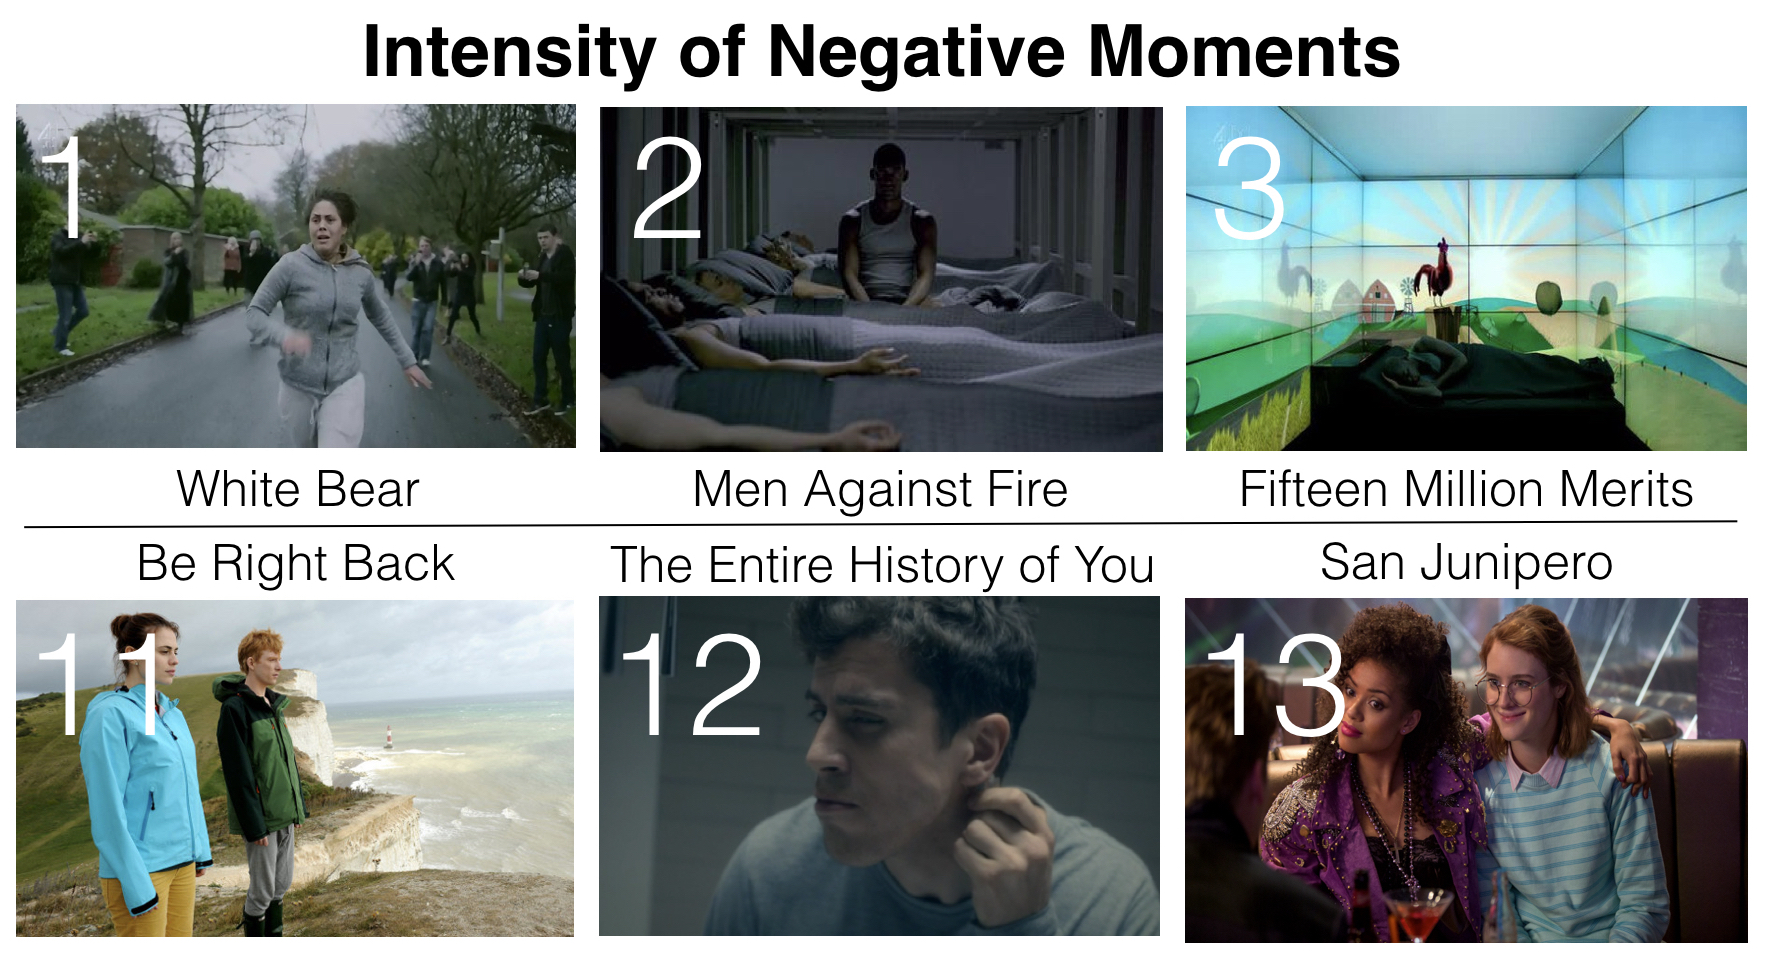 Intensity of Negative Moments
1
2
3
White Bear
Men Against Fire
Fifteen Million Merits
Be Right Back
The Entire History of You
San Junipero
11
12
13